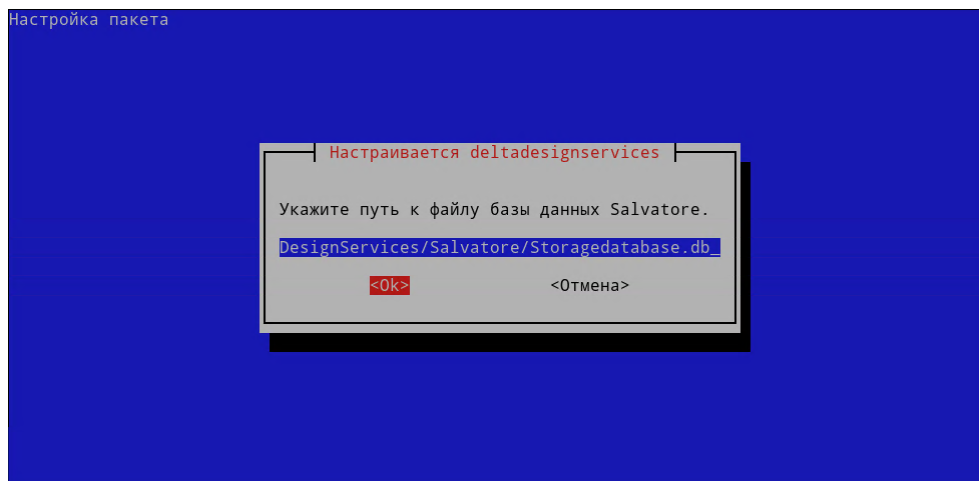 Настройка пакета
Настраивается deltadesignservices
Укажите путь к файлу базы данных Salvatore.
DesignServices/Salvatore/Storagedatabase.db_
<Ok> <Отмена>